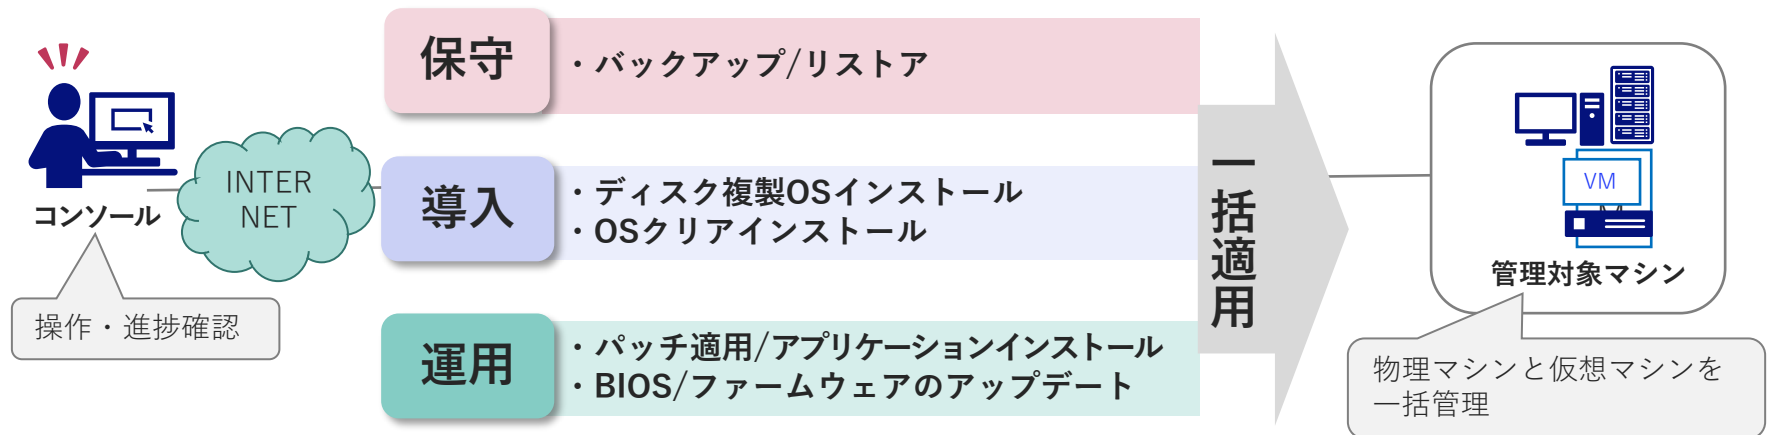 コンソール
操作・進捗確認
INTER
NET
保守
・バックアップ/リストア
導入
・ディスク複製OSインストール
・OSクリアインストール
運用
・パッチ適用/アプリケーションインストール
・BIOS/ファームウェアのアップデート
一括適用
VM
M
管理対象マシン
物理マシンと仮想マシンを
一括管理